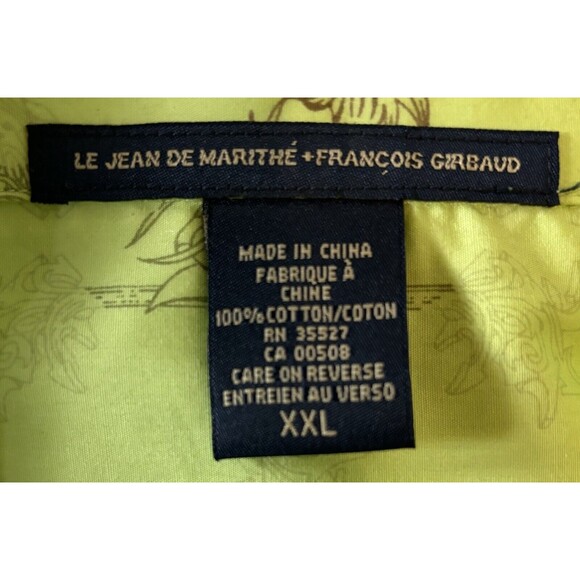 LE JEAN DE MARITHÉ + FRANÇOIS GIRBAUD
MADE IN CHINA
FABRIQUE À
CHINE
100% COTTON/COTON
RN 35527
CA 00508
CARE ON REVERSE
ENTREIEN AU VERSO
XXL